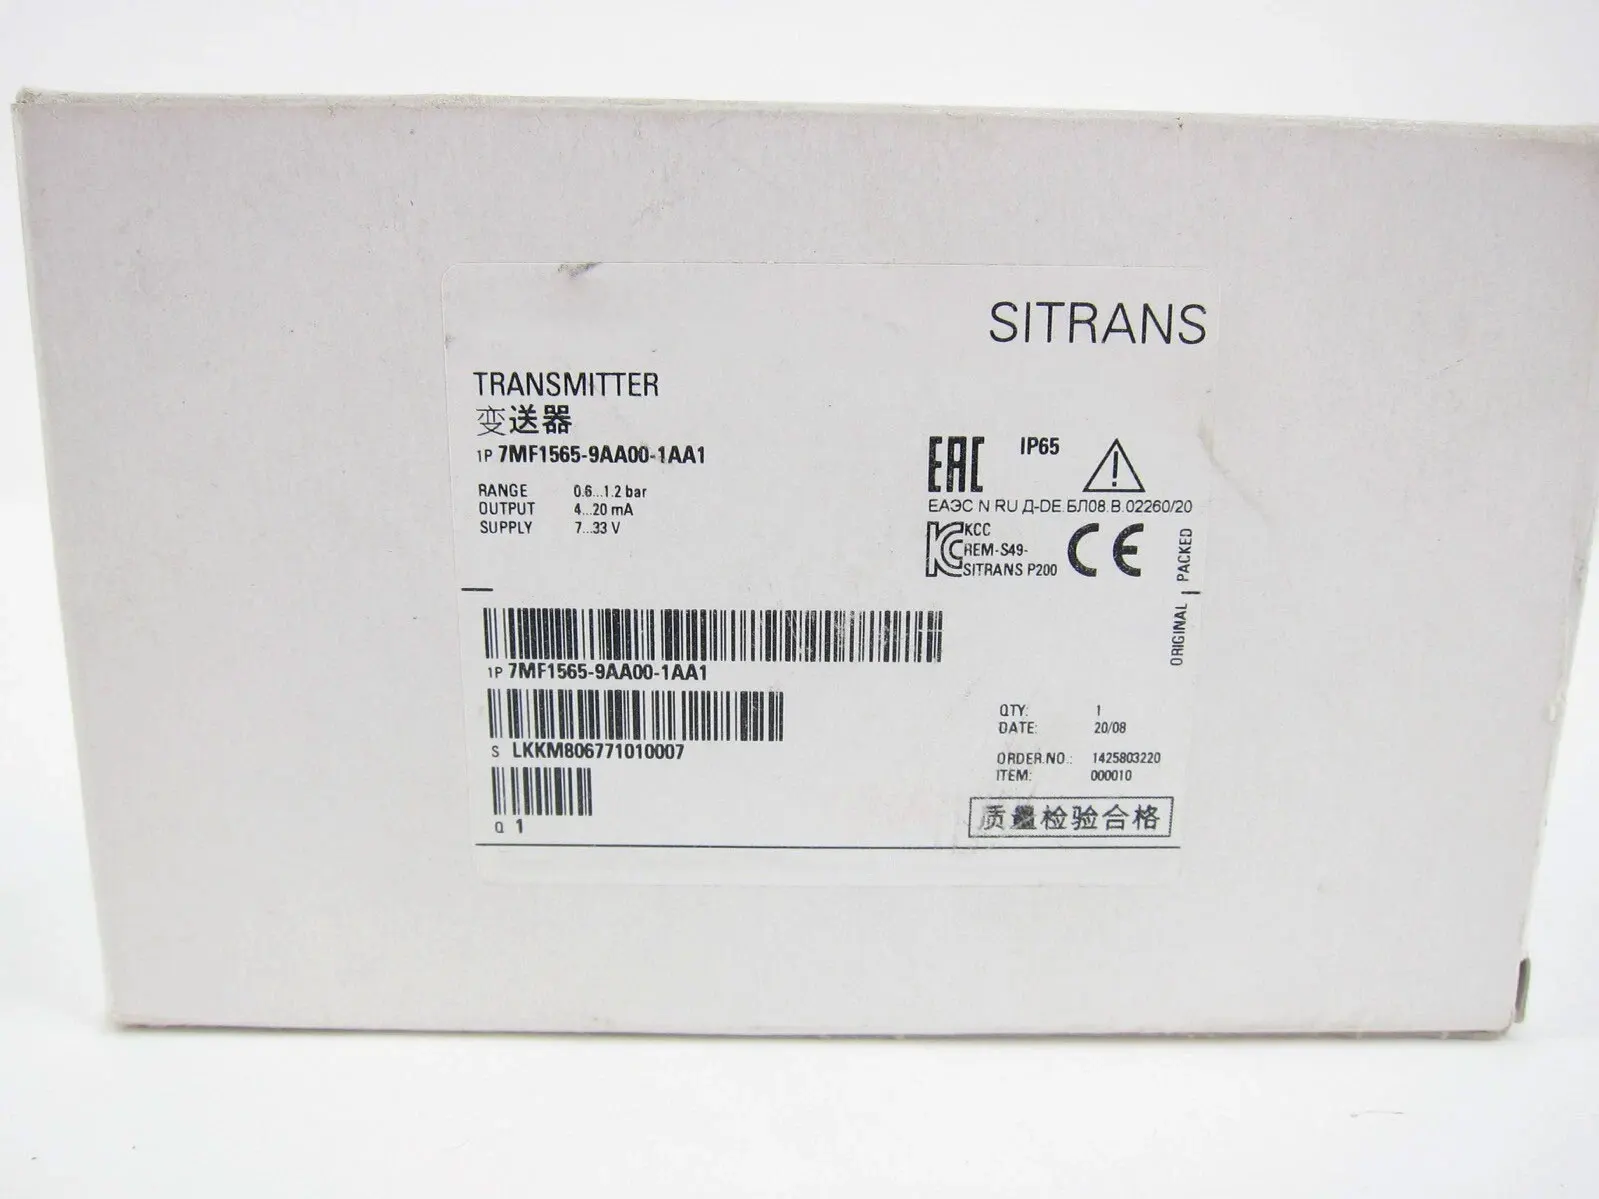 SITRANS
TRANSMITTER
变送器
1P 7MF1565-9AA00-1AA1
RANGE 0.6...1.2 bar
OUTPUT 4...20 mA
SUPPLY 7...33 V
EAC IP65
ЕАЭС N RU Д-DE.БЛ08.В.02260/20
KCC
REM-S49-
SITRANS P200
CE
ORIGINAL PACKED
1P 7MF1565-9AA00-1AA1
S LKKM806771010007
Q 1
QTY: 1
DATE: 20/08
ORDER.NO.: 1425803220
ITEM: 000010
质量检验合格